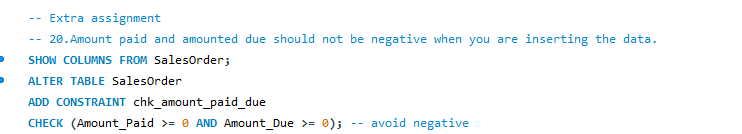 -- Extra assignment
-- 20.Amount paid and amounted due should not be negative when you are inserting the data.
SHOW COLUMNS FROM SalesOrder;
ALTER TABLE SalesOrder
ADD CONSTRAINT chk_amount_paid_due
CHECK (Amount_Paid >= 0 AND Amount_Due >= 0); -- avoid negative